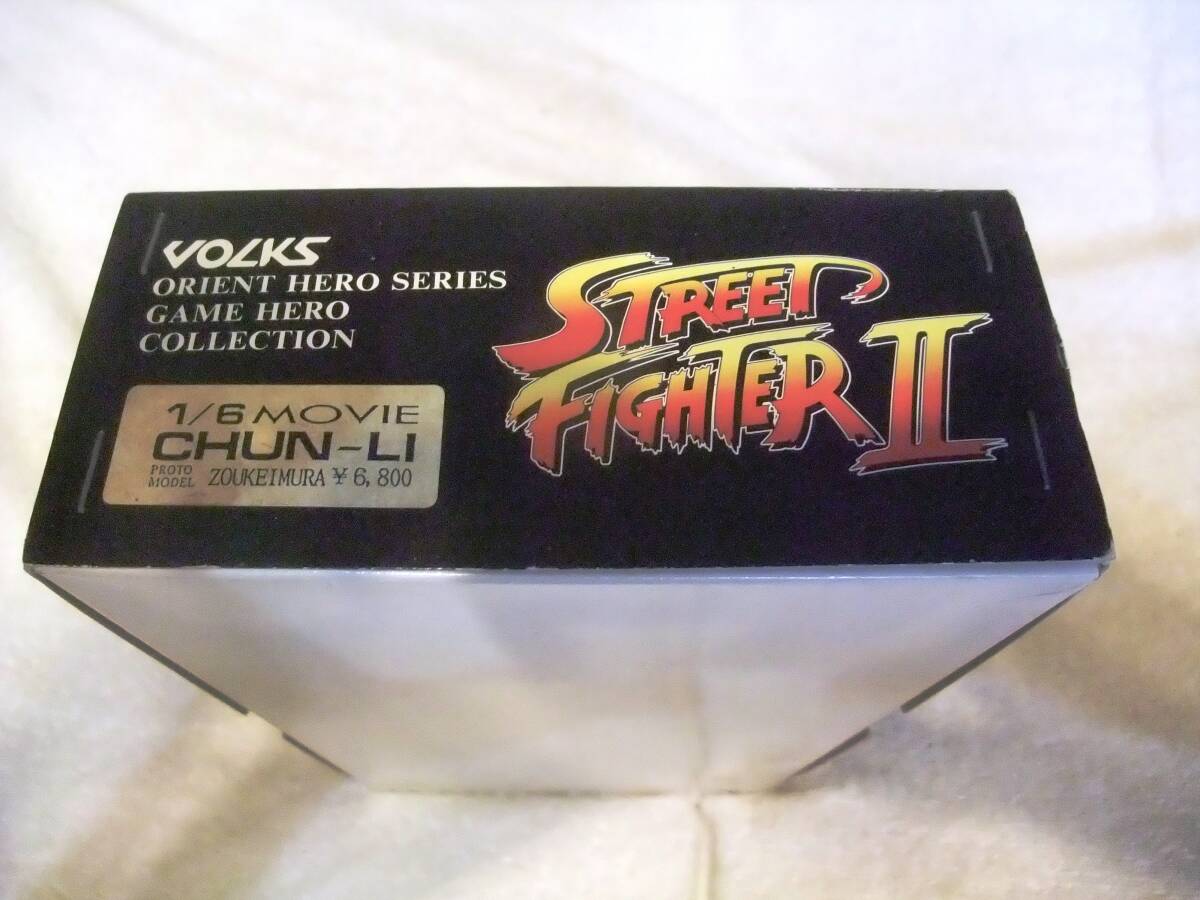 VOLKS
ORIENT HERO SERIES
GAME HERO
COLLECTION
1/6 MOVIE
CHUN-LI
PROTO
MODEL ZOUKEIMURA ¥6,800
STREET
FIGHTER II